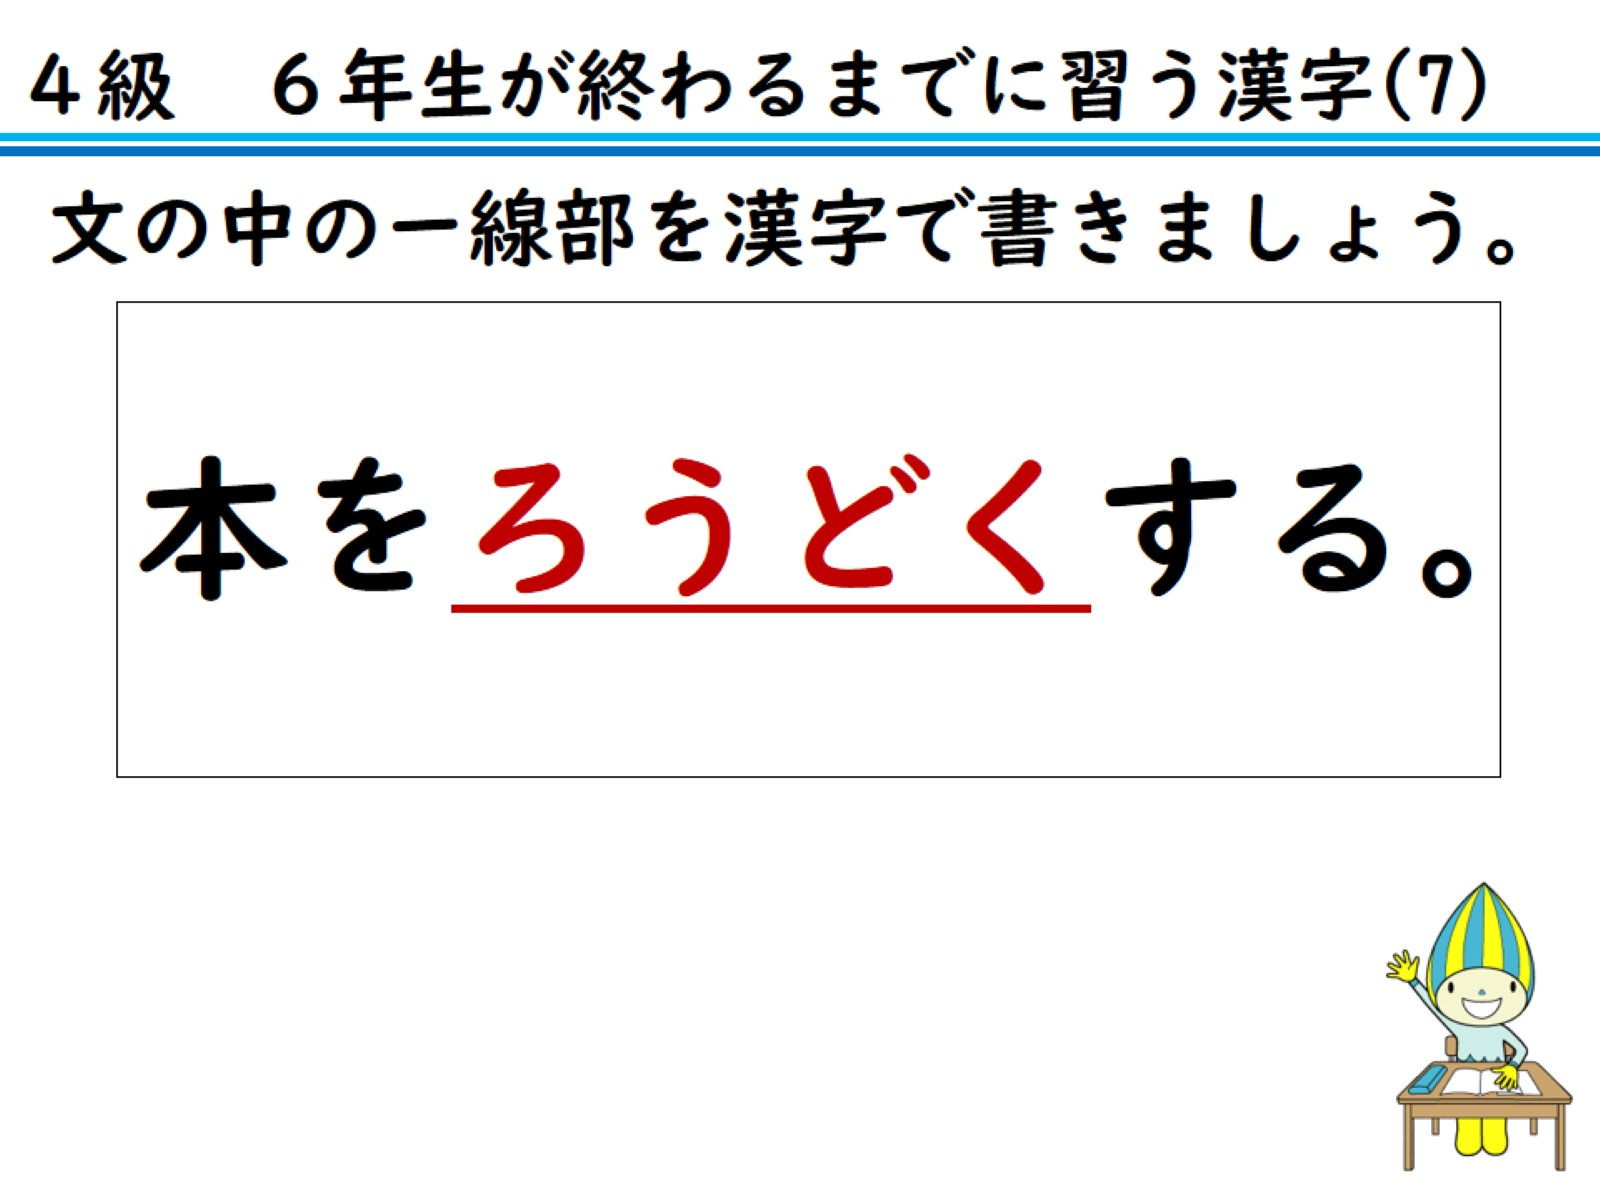 ４級　６年生が終わるまでに習う漢字(7)
文の中の一線部を漢字で書きましょう。
本をろうどくする。